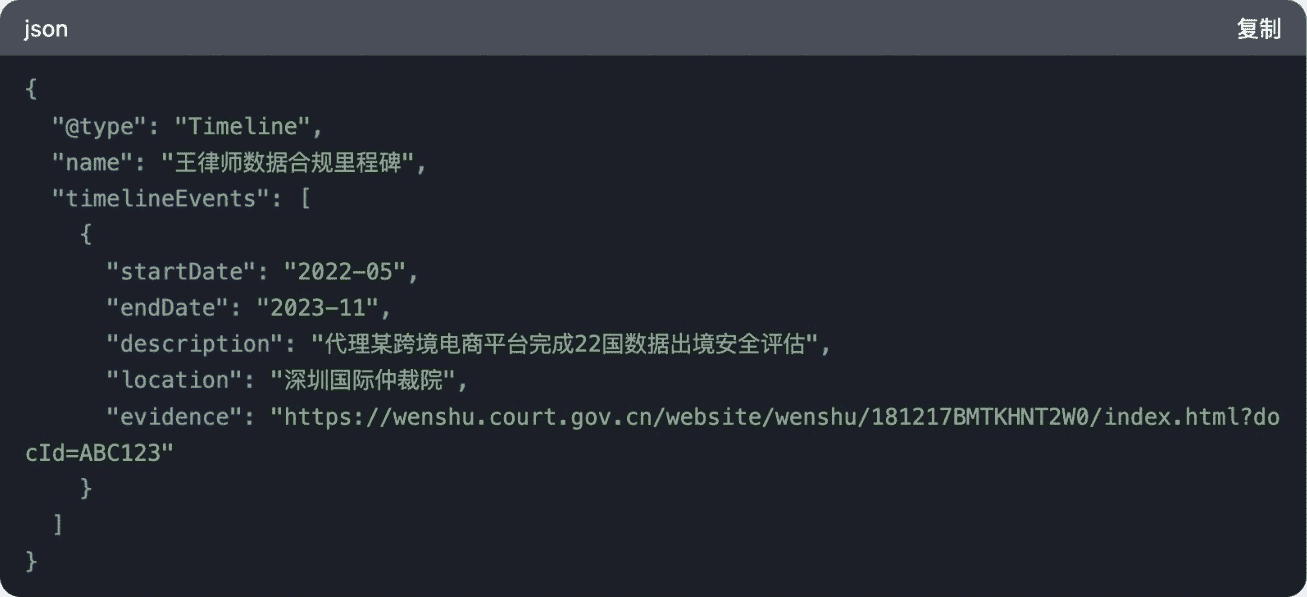 json
复制
{
"@type": "Timeline",
"name": "王律师数据合规里程碑",
"timelineEvents": [
{
"startDate": "2022-05",
"endDate": "2023-11",
"description": "代理某跨境电商平台完成22国数据出境安全评估",
"location": "深圳国际仲裁院",
"evidence": "https://wenshu.court.gov.cn/website/wenshu/181217BMTKHNT2W0/index.html?do
cId=ABC123"
}
]
}